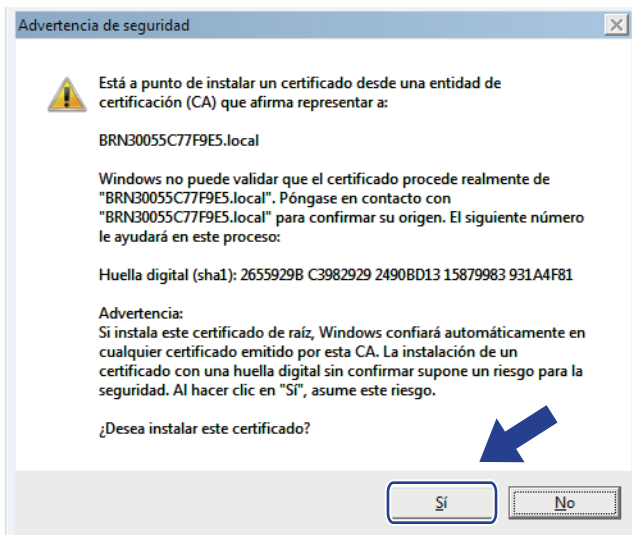 Advertencia de seguridad
Está a punto de instalar un certificado desde una entidad de
certificación (CA) que afirma representar a:
BRN30055C77F9E5.local
Windows no puede validar que el certificado procede realmente de
"BRN30055C77F9E5.local". Póngase en contacto con
"BRN30055C77F9E5.local" para confirmar su origen. El siguiente número
le ayudará en este proceso:
Huella digital (sha1): 2655929B C3982929 2490BD13 15879983 931A4F81
Advertencia:
Si instala este certificado de raíz, Windows confiará automáticamente en
cualquier certificado emitido por esta CA. La instalación de un
certificado con una huella digital sin confirmar supone un riesgo para la
seguridad. Al hacer clic en "Sí", asume este riesgo.
¿Desea instalar este certificado?
Sí No